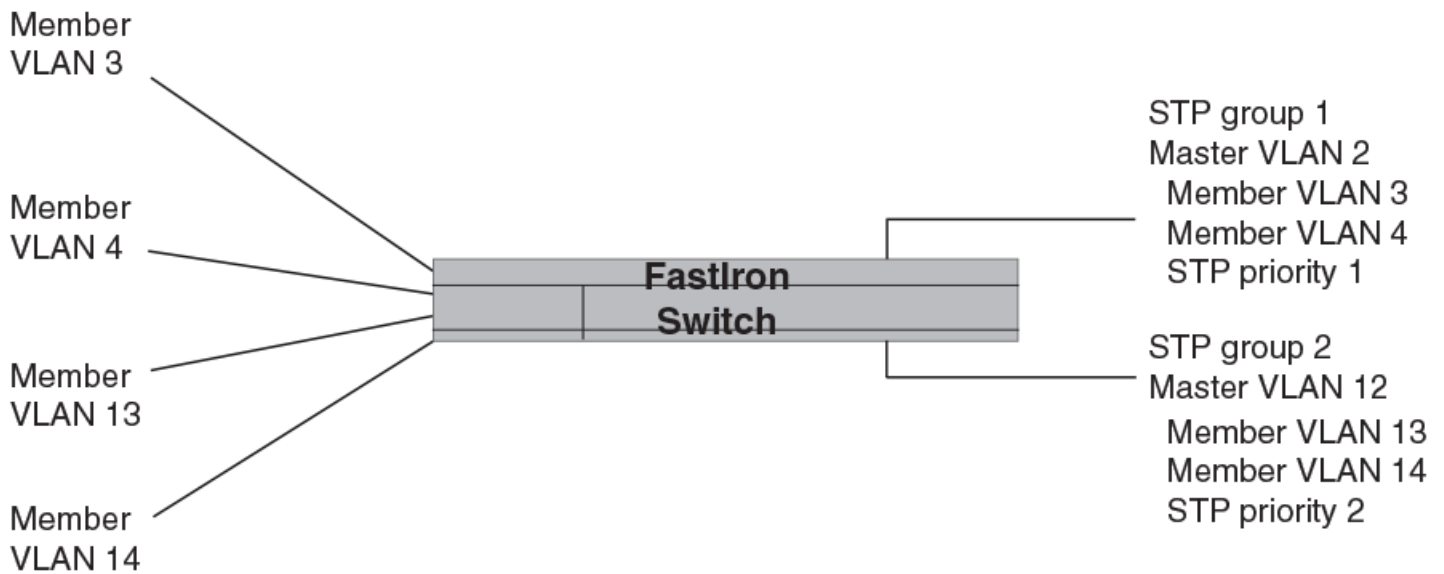 Member
VLAN 3
Member
VLAN 4
Member
VLAN 13
Member
VLAN 14
FastIron
Switch
STP group 1
Master VLAN 2
Member VLAN 3
Member VLAN 4
STP priority 1
STP group 2
Master VLAN 12
Member VLAN 13
Member VLAN 14
STP priority 2